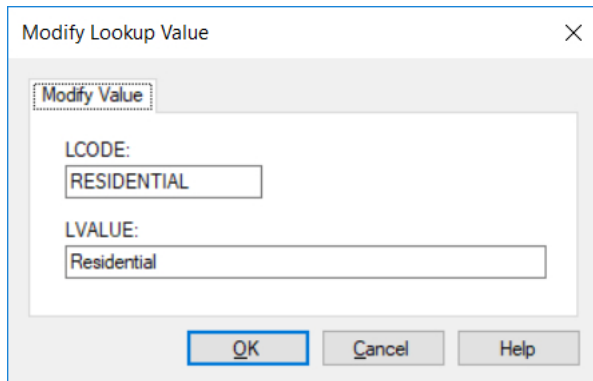 Modify Lookup Value
Modify Value
LCODE:
RESIDENTIAL
LVALUE:
Residential
OK Cancel Help